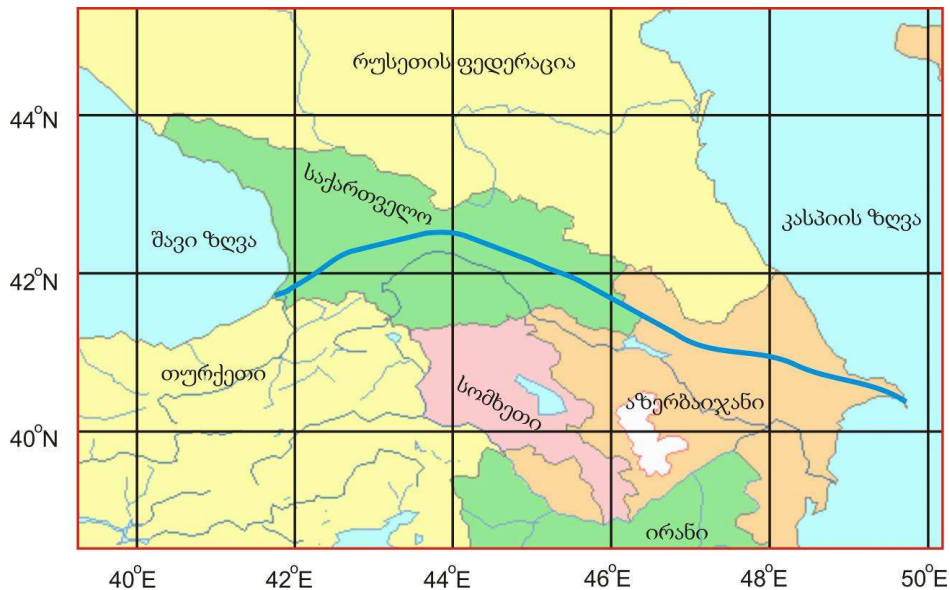 რუსეთის ფედერაცია
44°N
საქართველო
შავი ზღვა
კასპიის ზღვა
42°N
თურქეთი
სომხეთი
აზერბაიჯანი
40°N
ირანი
40°E 42°E 44°E 46°E 48°E 50°E